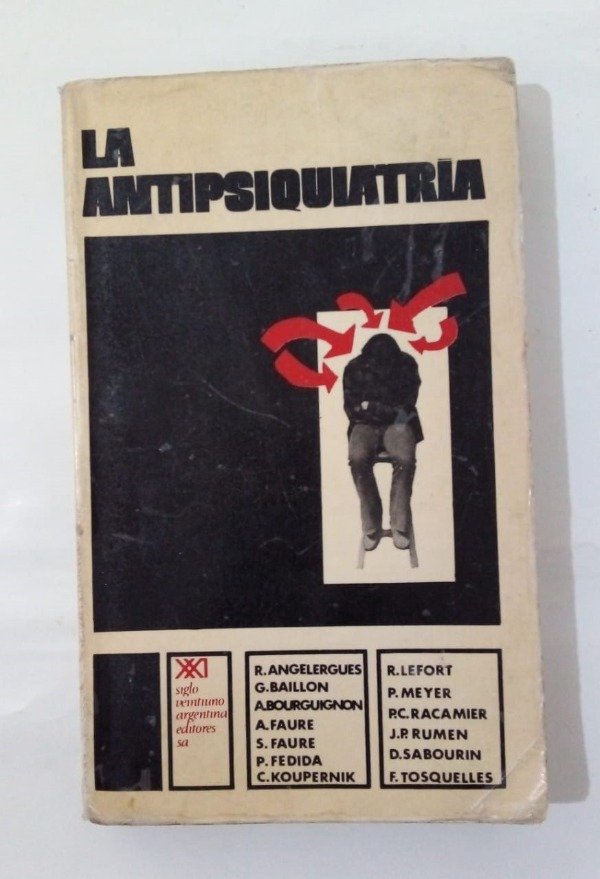 LA
ANTIPSIQUIATRÍA
XXI
siglo
veintiuno
argentina
editores
sa
R. ANGELERGUES
G. BAILLON
A. BOURGUIGNON
A. FAURE
S. FAURE
P. FEDIDA
C. KOUPERNIK
R. LEFORT
P. MEYER
P.C. RACAMIER
J.P. RUMEN
D. SABOURIN
F. TOSQUELLES